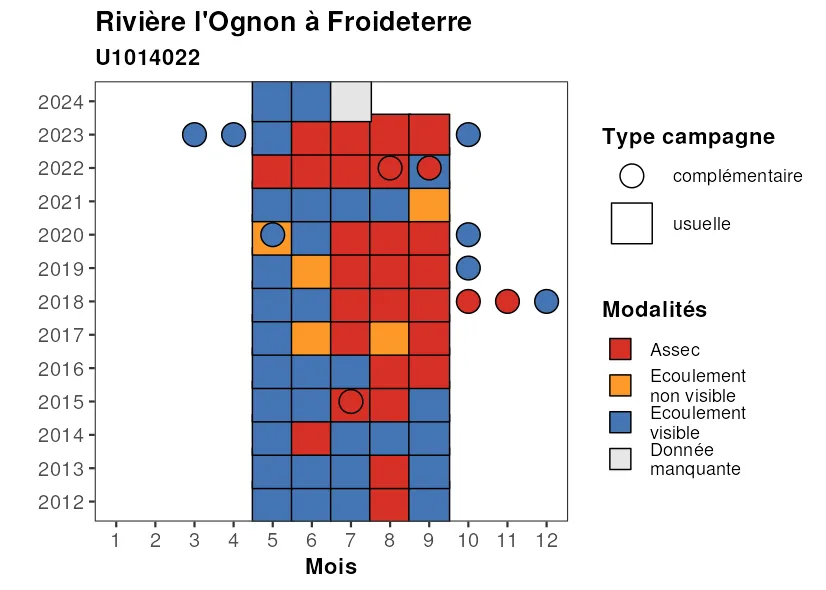 Rivière l'Ognon à Froideterre
U1014022
2024
2023
2022
2021
2020
2019
2018
2017
2016
2015
2014
2013
2012
1 2 3 4 5 6 7 8 9 10 11 12
Mois
Type campagne
complémentaire
usuelle
Modalités
Assec
Ecoulement
non visible
Ecoulement
visible
Donnée
manquante